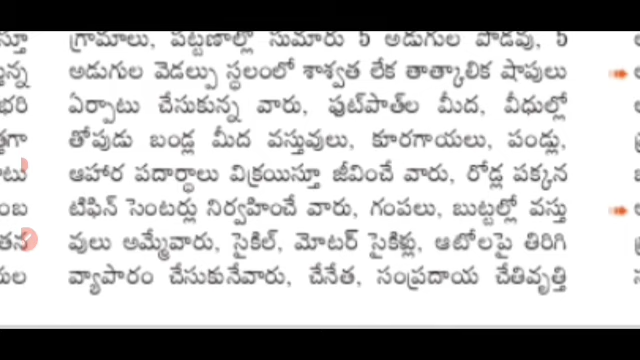 గ్రామాలు, పట్టణాల్లో సుమారు 5 అడుగుల పొడవు, 5
అడుగుల వెడల్పు స్థలంలో శాశ్వత లేక తాత్కాలిక షాపులు
ఏర్పాటు చేసుకున్న వారు, ఫుట్‌పాత్‌ల మీద, వీధుల్లో
తోపుడు బండ్ల మీద వస్తువులు, కూరగాయలు, పండ్లు,
ఆహార పదార్థాలు విక్రయిస్తూ జీవించే వారు, రోడ్ల పక్కన
టిఫిన్ సెంటర్లు నిర్వహించే వారు, గంపలు, బుట్టల్లో వస్తు
వులు అమ్మేవారు, సైకిల్, మోటర్ సైకిళ్లు, ఆటోలపై తిరిగి
వ్యాపారం చేసుకునేవారు, చేనేత, సంప్రదాయ చేతివృత్తి